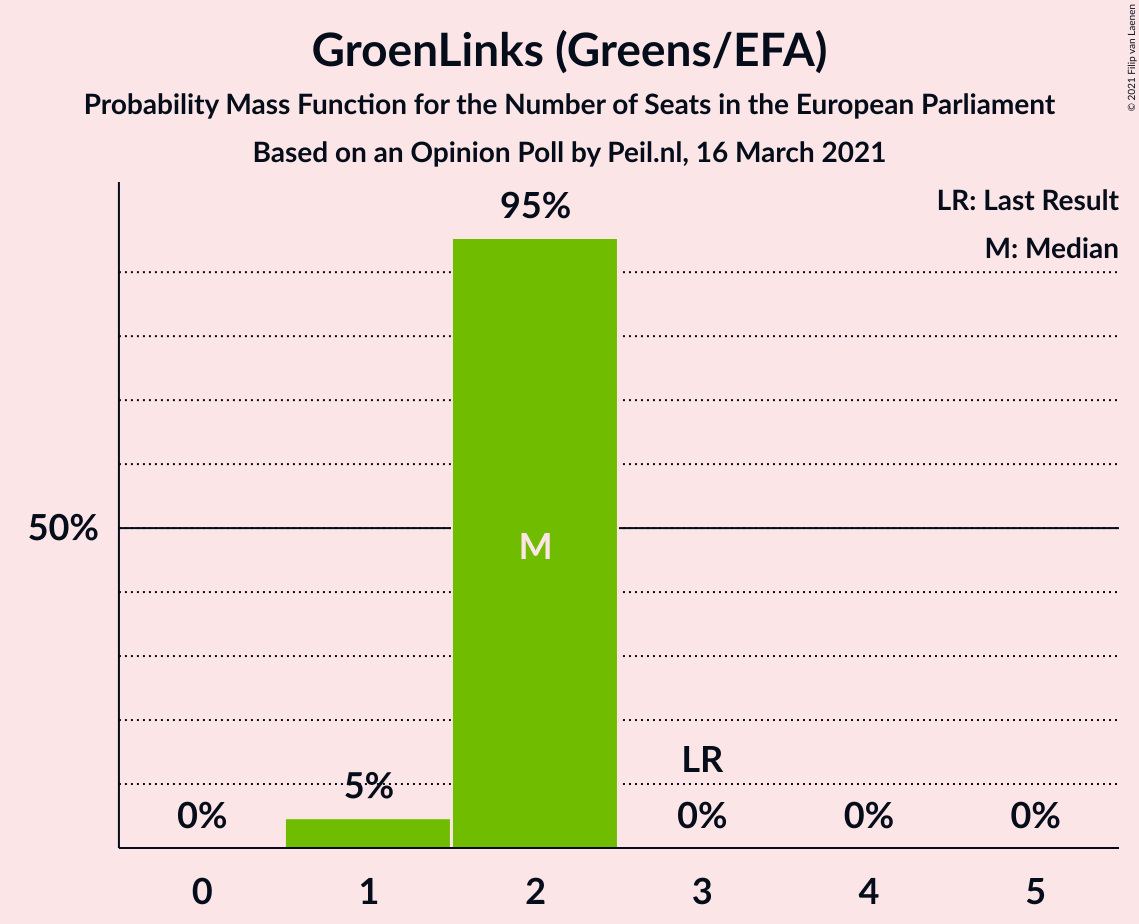 GroenLinks (Greens/EFA)
Probability Mass Function for the Number of Seats in the European Parliament
Based on an Opinion Poll by Peil.nl, 16 March 2021
© 2021 Filip van Laenen
LR: Last Result
M: Median
95%
50%
M
LR
5%
0%
0%
0%
0%
0
1
2
3
4
5